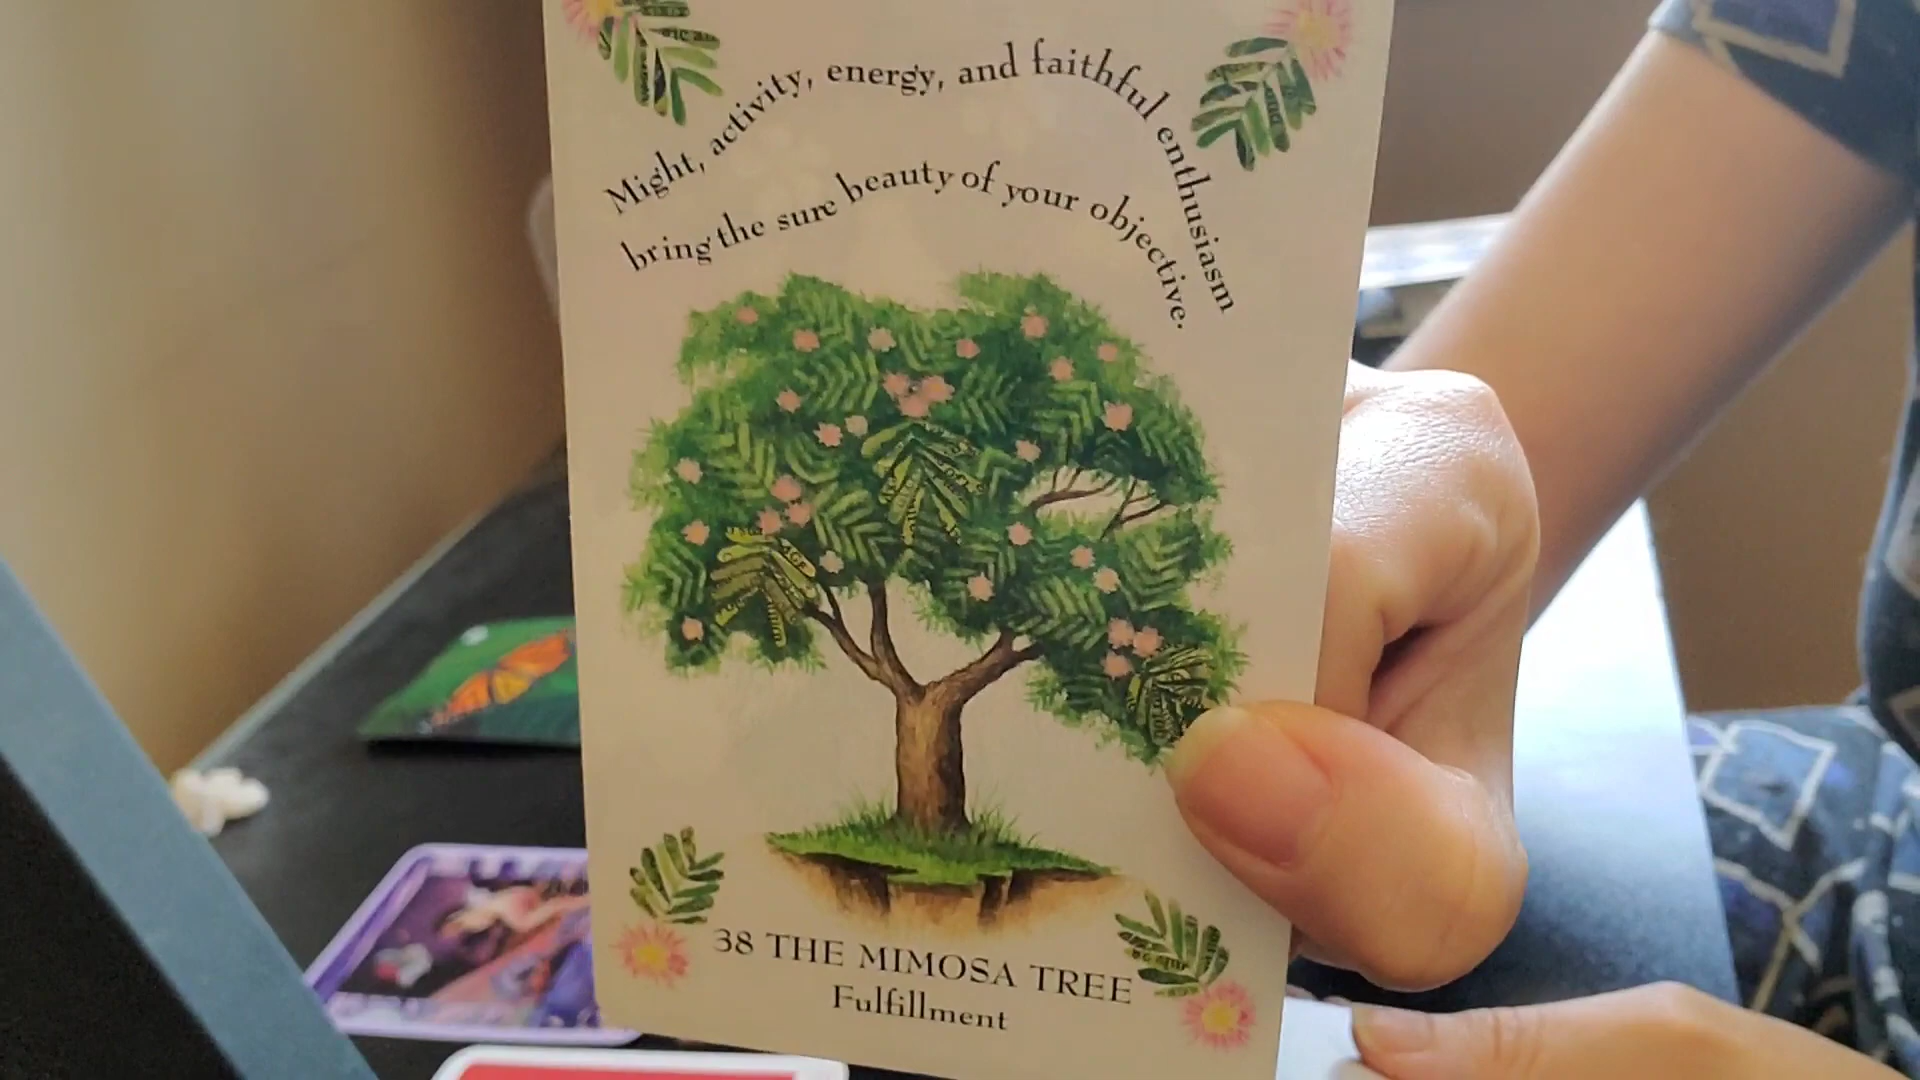 Might, activity, energy, and faithful enthusiasm
bring the sure beauty of your objective.
38 THE MIMOSA TREE
Fulfillment